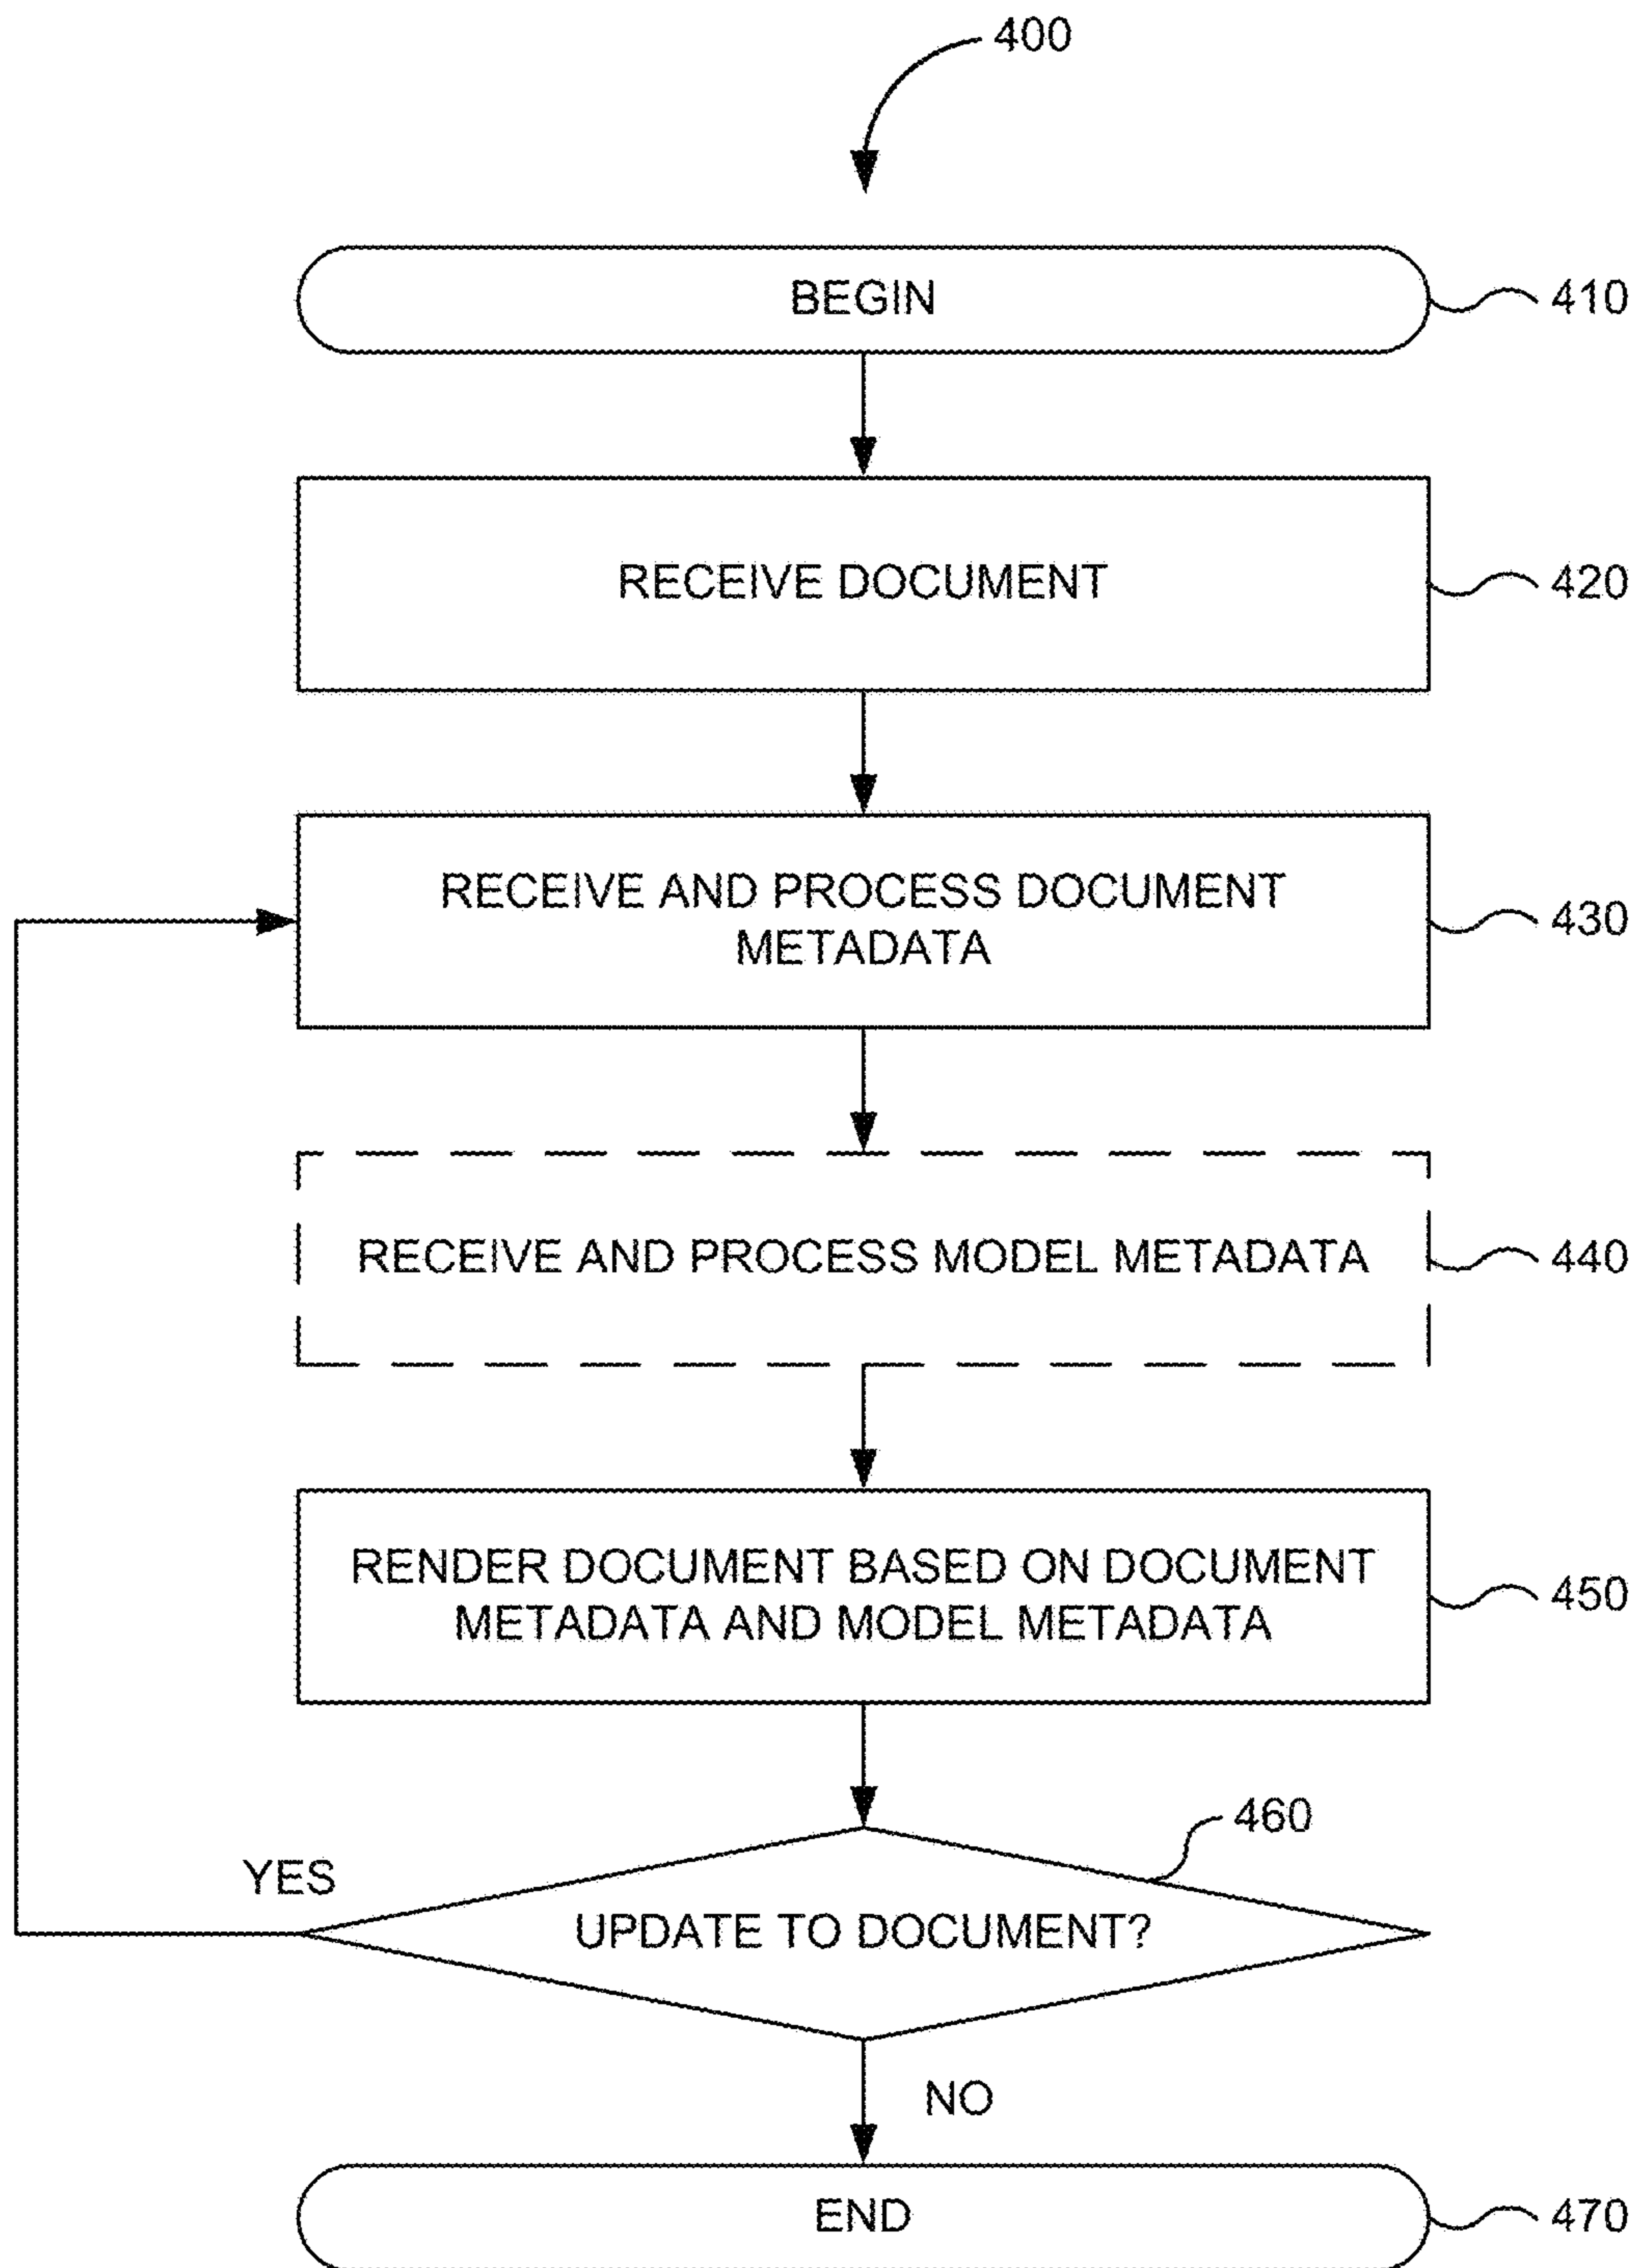 400
BEGIN
410
RECEIVE DOCUMENT
420
RECEIVE AND PROCESS DOCUMENT
METADATA
430
RECEIVE AND PROCESS MODEL METADATA
440
RENDER DOCUMENT BASED ON DOCUMENT
METADATA AND MODEL METADATA
450
460
YES
UPDATE TO DOCUMENT?
NO
END
470